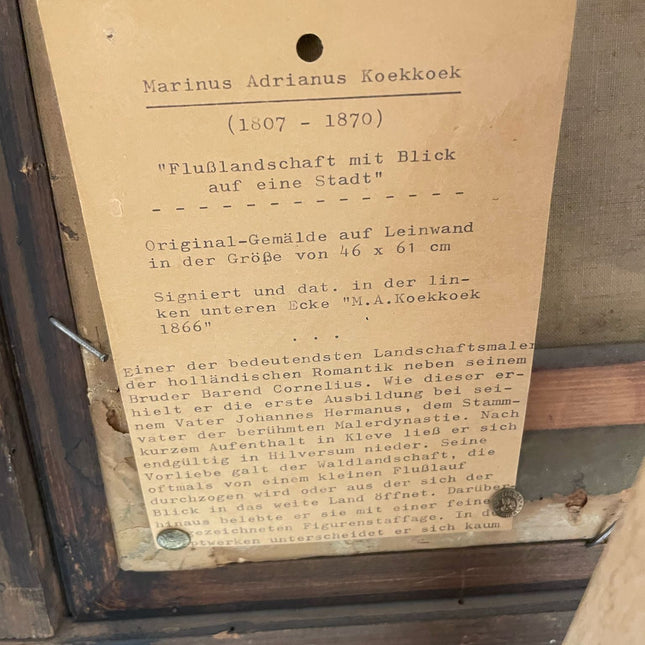 Marinus Adrianus Koekkoek
(1807 - 1870)
"Flußlandschaft mit Blick
auf eine Stadt"
- - - - - - - - - - - - - -
Original-Gemälde auf Leinwand
in der Größe von 46 x 61 cm
Signiert und dat. in der lin-
ken unteren Ecke "M.A.Koekkoek
1866"
. . .
Einer der bedeutendsten Landschaftsmaler
der holländischen Romantik neben seinem
Bruder Barend Cornelius. Wie dieser er-
hielt er die erste Ausbildung bei sei-
nem Vater Johannes Hermanus, dem Stamm-
vater der berühmten Malerdynastie. Nach
kurzem Aufenthalt in Kleve ließ er sich
endgültig in Hilversum nieder. Seine
Vorliebe galt der Waldlandschaft, die
oftmals von einem kleinen Flußlauf
durchzogen wird oder aus der sich der
Blick in das weite Land öffnet. Darüber
hinaus belebte er sie mit einer feinen
Figurenstaffage. In
unterscheidet er sich kaum